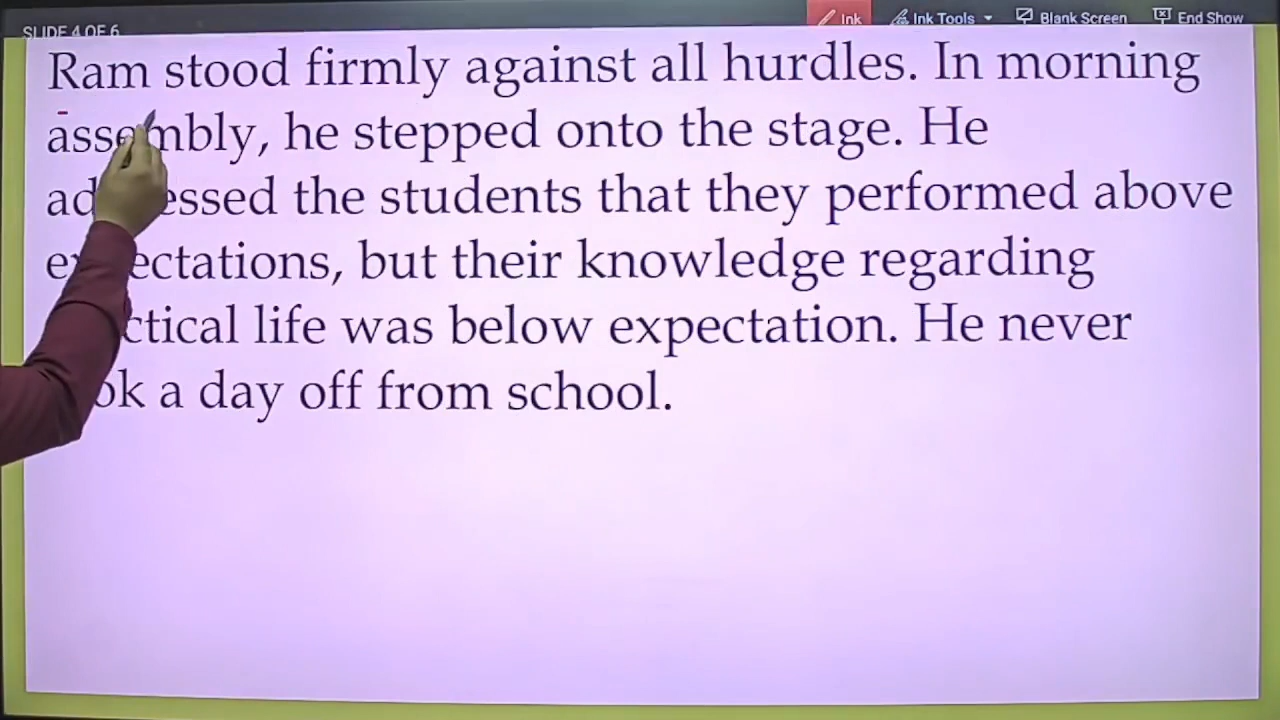 SLIDE 4 OF 6 Ink Ink Tools Blank Screen End Show
Ram stood firmly against all hurdles. In morning
assembly, he stepped onto the stage. He
the students that they performed above
but their knowledge regarding
life was below expectation. He never
a day off from school.